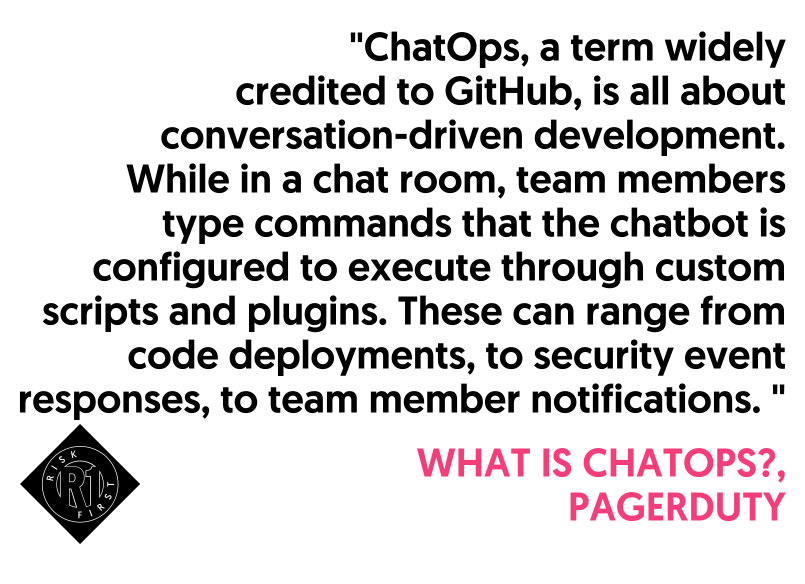 "ChatOps, a term widely
credited to GitHub, is all about
conversation-driven development.
While in a chat room, team members
type commands that the chatbot is
configured to execute through custom
scripts and plugins. These can range from
code deployments, to security event
responses, to team member notifications. "
WHAT IS CHATOPS?,
PAGERDUTY
RISK
R1
FIRST